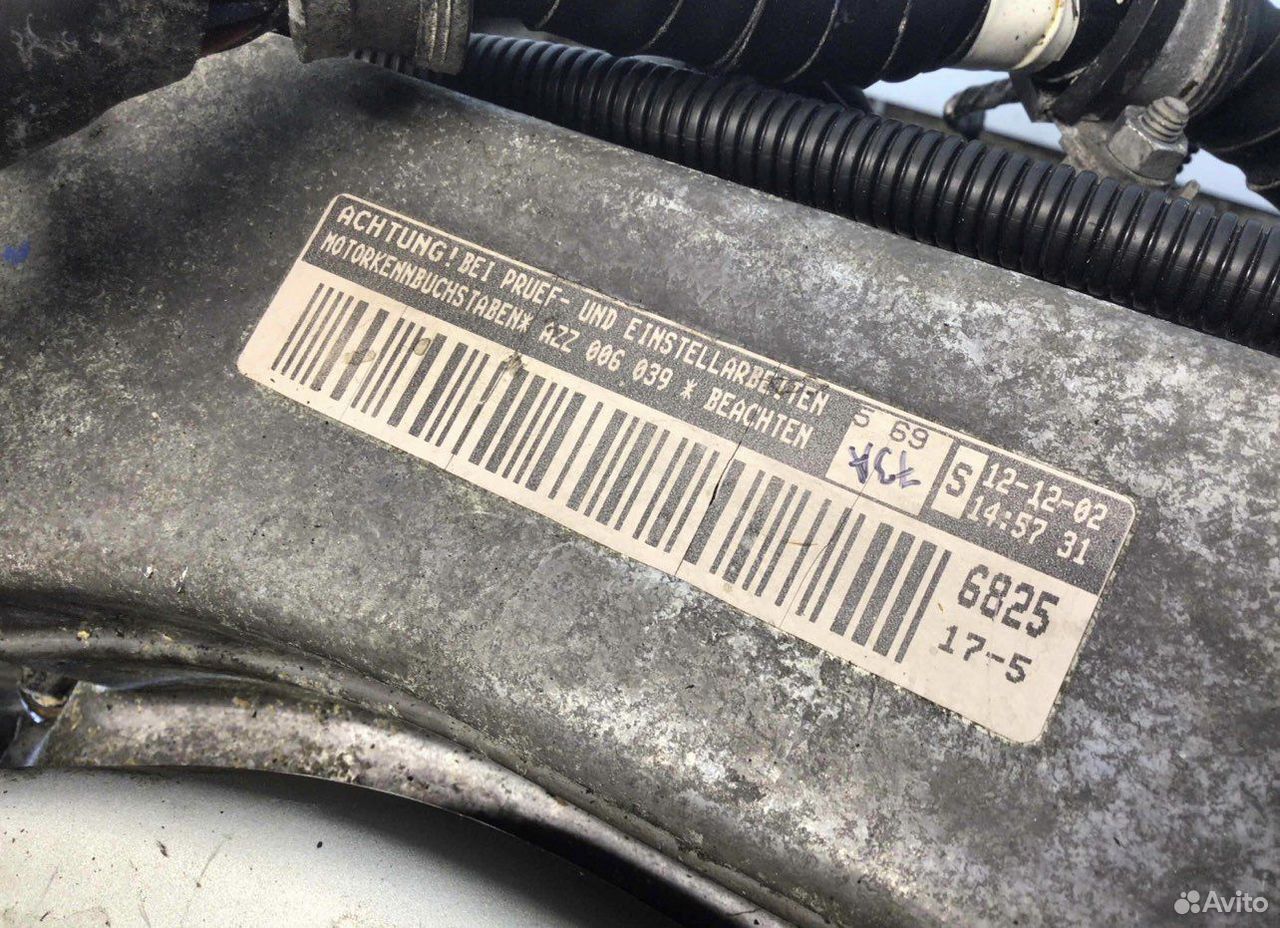 ACHTUNG! BEI PRUEF- UND EINSTELLARBEITEN
MOTORKENNBUCHSTABEN* AZZ 006,039 * BEACHTEN
5 69
S
12-12-02
14:57 31
6825
17-5
Avito